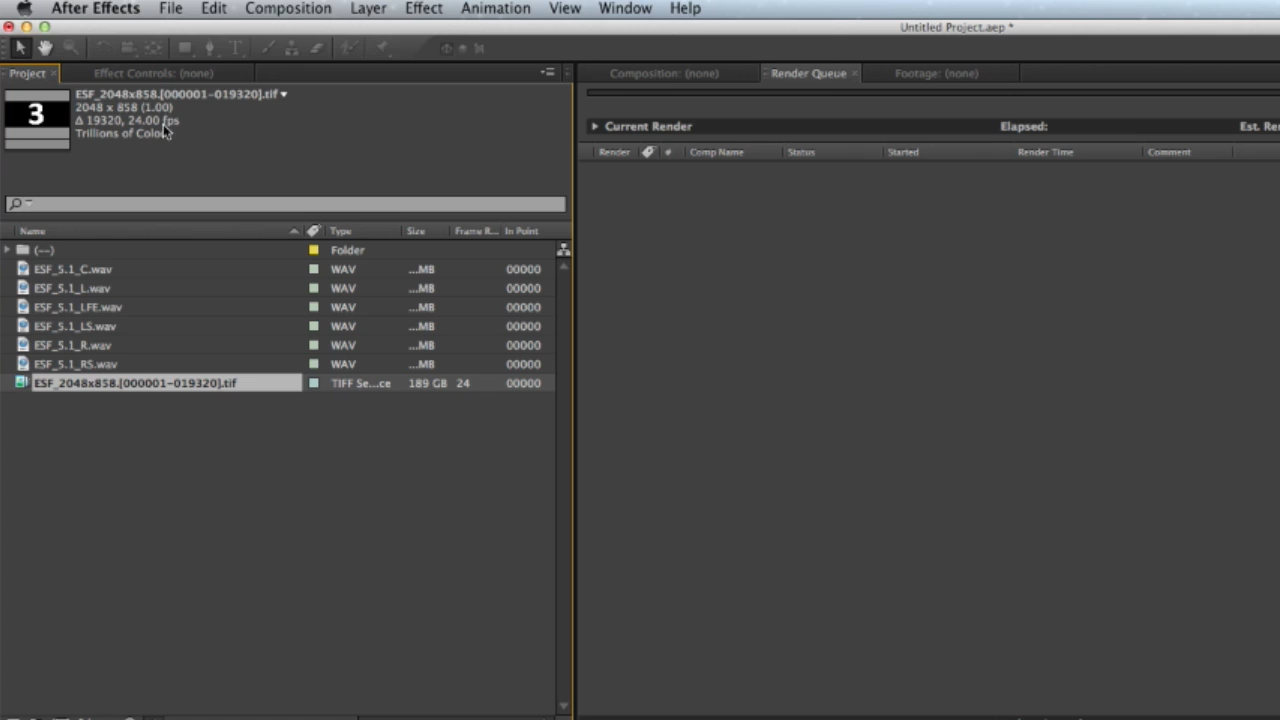 After Effects File Edit Composition Layer Effect Animation View Window Help
Untitled Project.aep *
Project Effect Controls: (none) Composition: (none) Render Queue Footage: (none)
3
ESF_2048x858.[000001-019320].tif
2048 x 858 (1.00)
Δ 19320, 24.00 fps
Trillions of Colo
Current Render Elapsed: Est. Re
Render # Comp Name Status Started Render Time Comment
Name Type Size Frame R... In Point
(--) Folder
ESF_5.1_C.wav WAV ...MB 00000
ESF_5.1_L.wav WAV ...MB 00000
ESF_5.1_LFE.wav WAV ...MB 00000
ESF_5.1_LS.wav WAV ...MB 00000
ESF_5.1_R.wav WAV ...MB 00000
ESF_5.1_RS.wav WAV ...MB 00000
ESF_2048x858.[000001-019320].tif TIFF Se...ce 189 GB 24 00000